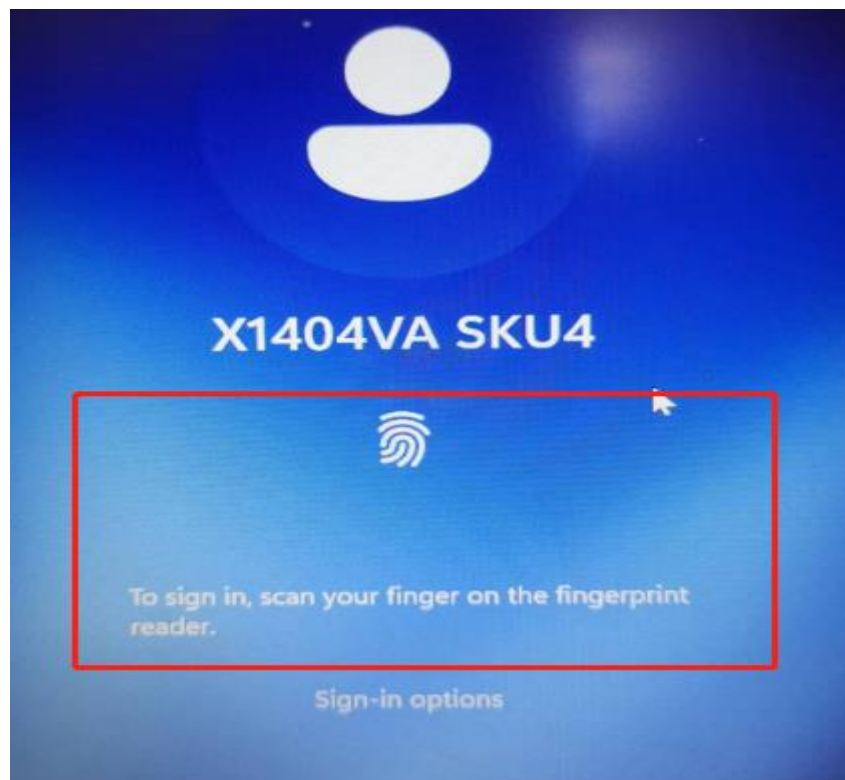 X1404VA SKU4
To sign in, scan your finger on the fingerprint
reader.
Sign-in options